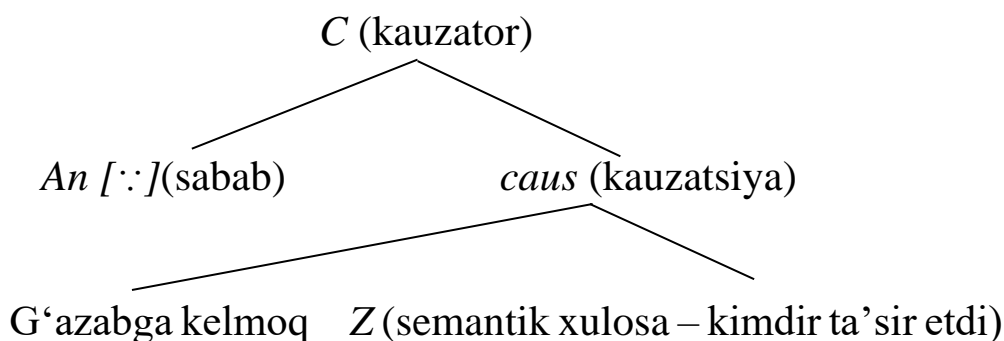 C (kauzator)
An [∵](sabab) caus (kauzatsiya)
G‘azabga kelmoq Z (semantik xulosa – kimdir ta’sir etdi)